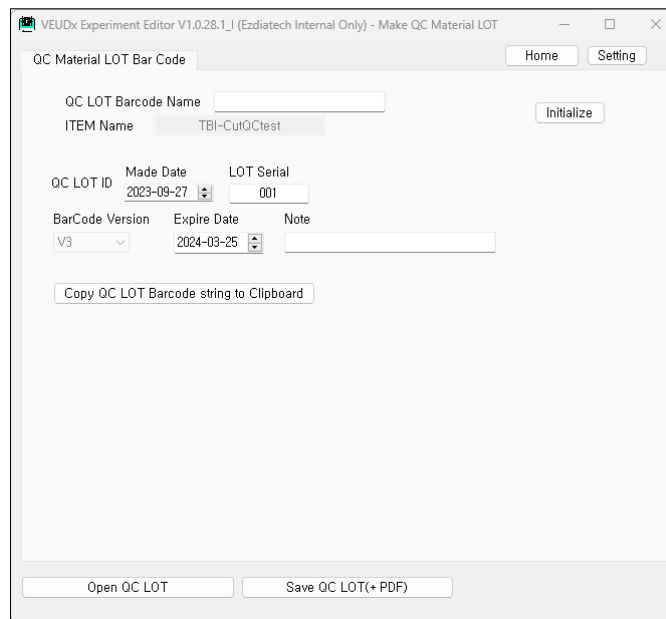 VEUDx Experiment Editor V1.0.28.1_I (Ezdiatech Internal Only) - Make QC Material LOT
QC Material LOT Bar Code
Home
Setting
QC LOT Barcode Name
Initialize
ITEM Name
TBI-CutQCtest
QC LOT ID
Made Date
LOT Serial
2023-09-27
001
BarCode Version
Expire Date
Note
V3
2024-03-25
Copy QC LOT Barcode string to Clipboard
Open QC LOT
Save QC LOT(+ PDF)